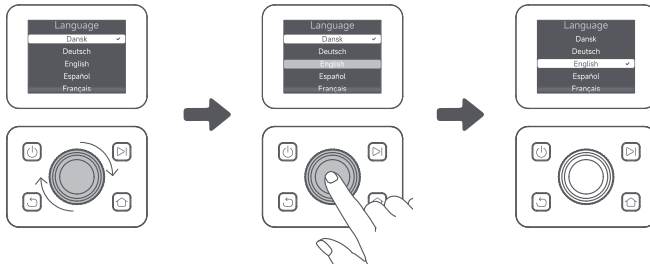 Language
Dansk
Deutsch
English
Español
Français
Language
Dansk
Deutsch
English
Español
Français
Language
Dansk
Deutsch
English
Español
Français